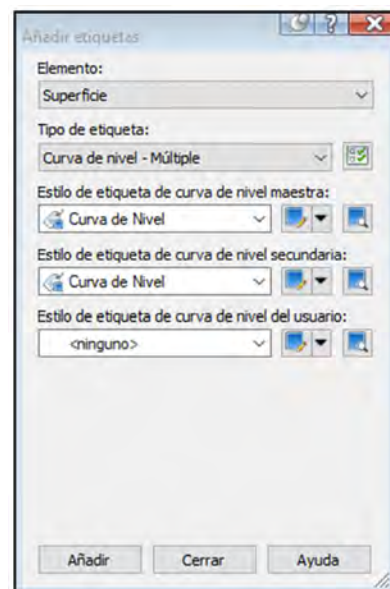 Añadir etiquetas
Elemento:
Superficie
Tipo de etiqueta:
Curva de nivel - Múltiple
Estilo de etiqueta de curva de nivel maestra:
Curva de Nivel
Estilo de etiqueta de curva de nivel secundaria:
Curva de Nivel
Estilo de etiqueta de curva de nivel del usuario:
<ninguno>
Añadir Cerrar Ayuda